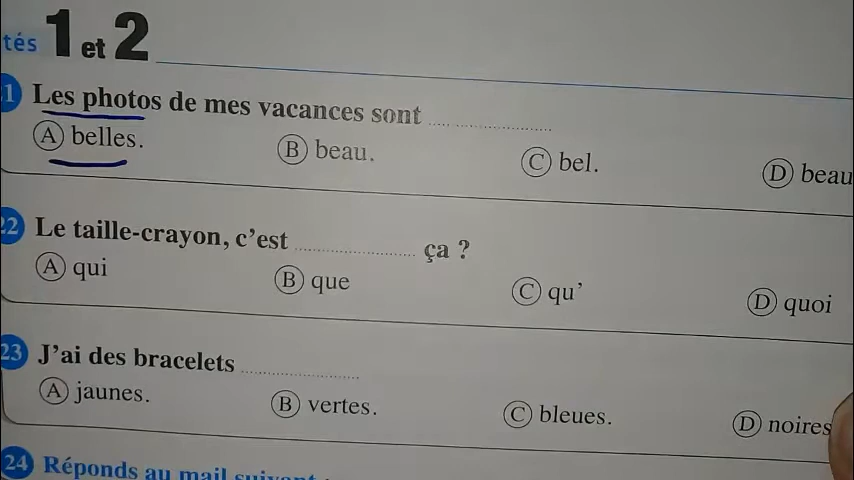 tés 1 et 2
1 Les photos de mes vacances sont ....................
A belles. B beau. C bel. D beau
22 Le taille-crayon, c'est .................... ça ?
A qui B que C qu' D quoi
23 J'ai des bracelets ....................
A jaunes. B vertes. C bleues. D noires
24 Réponds au mail suivant :